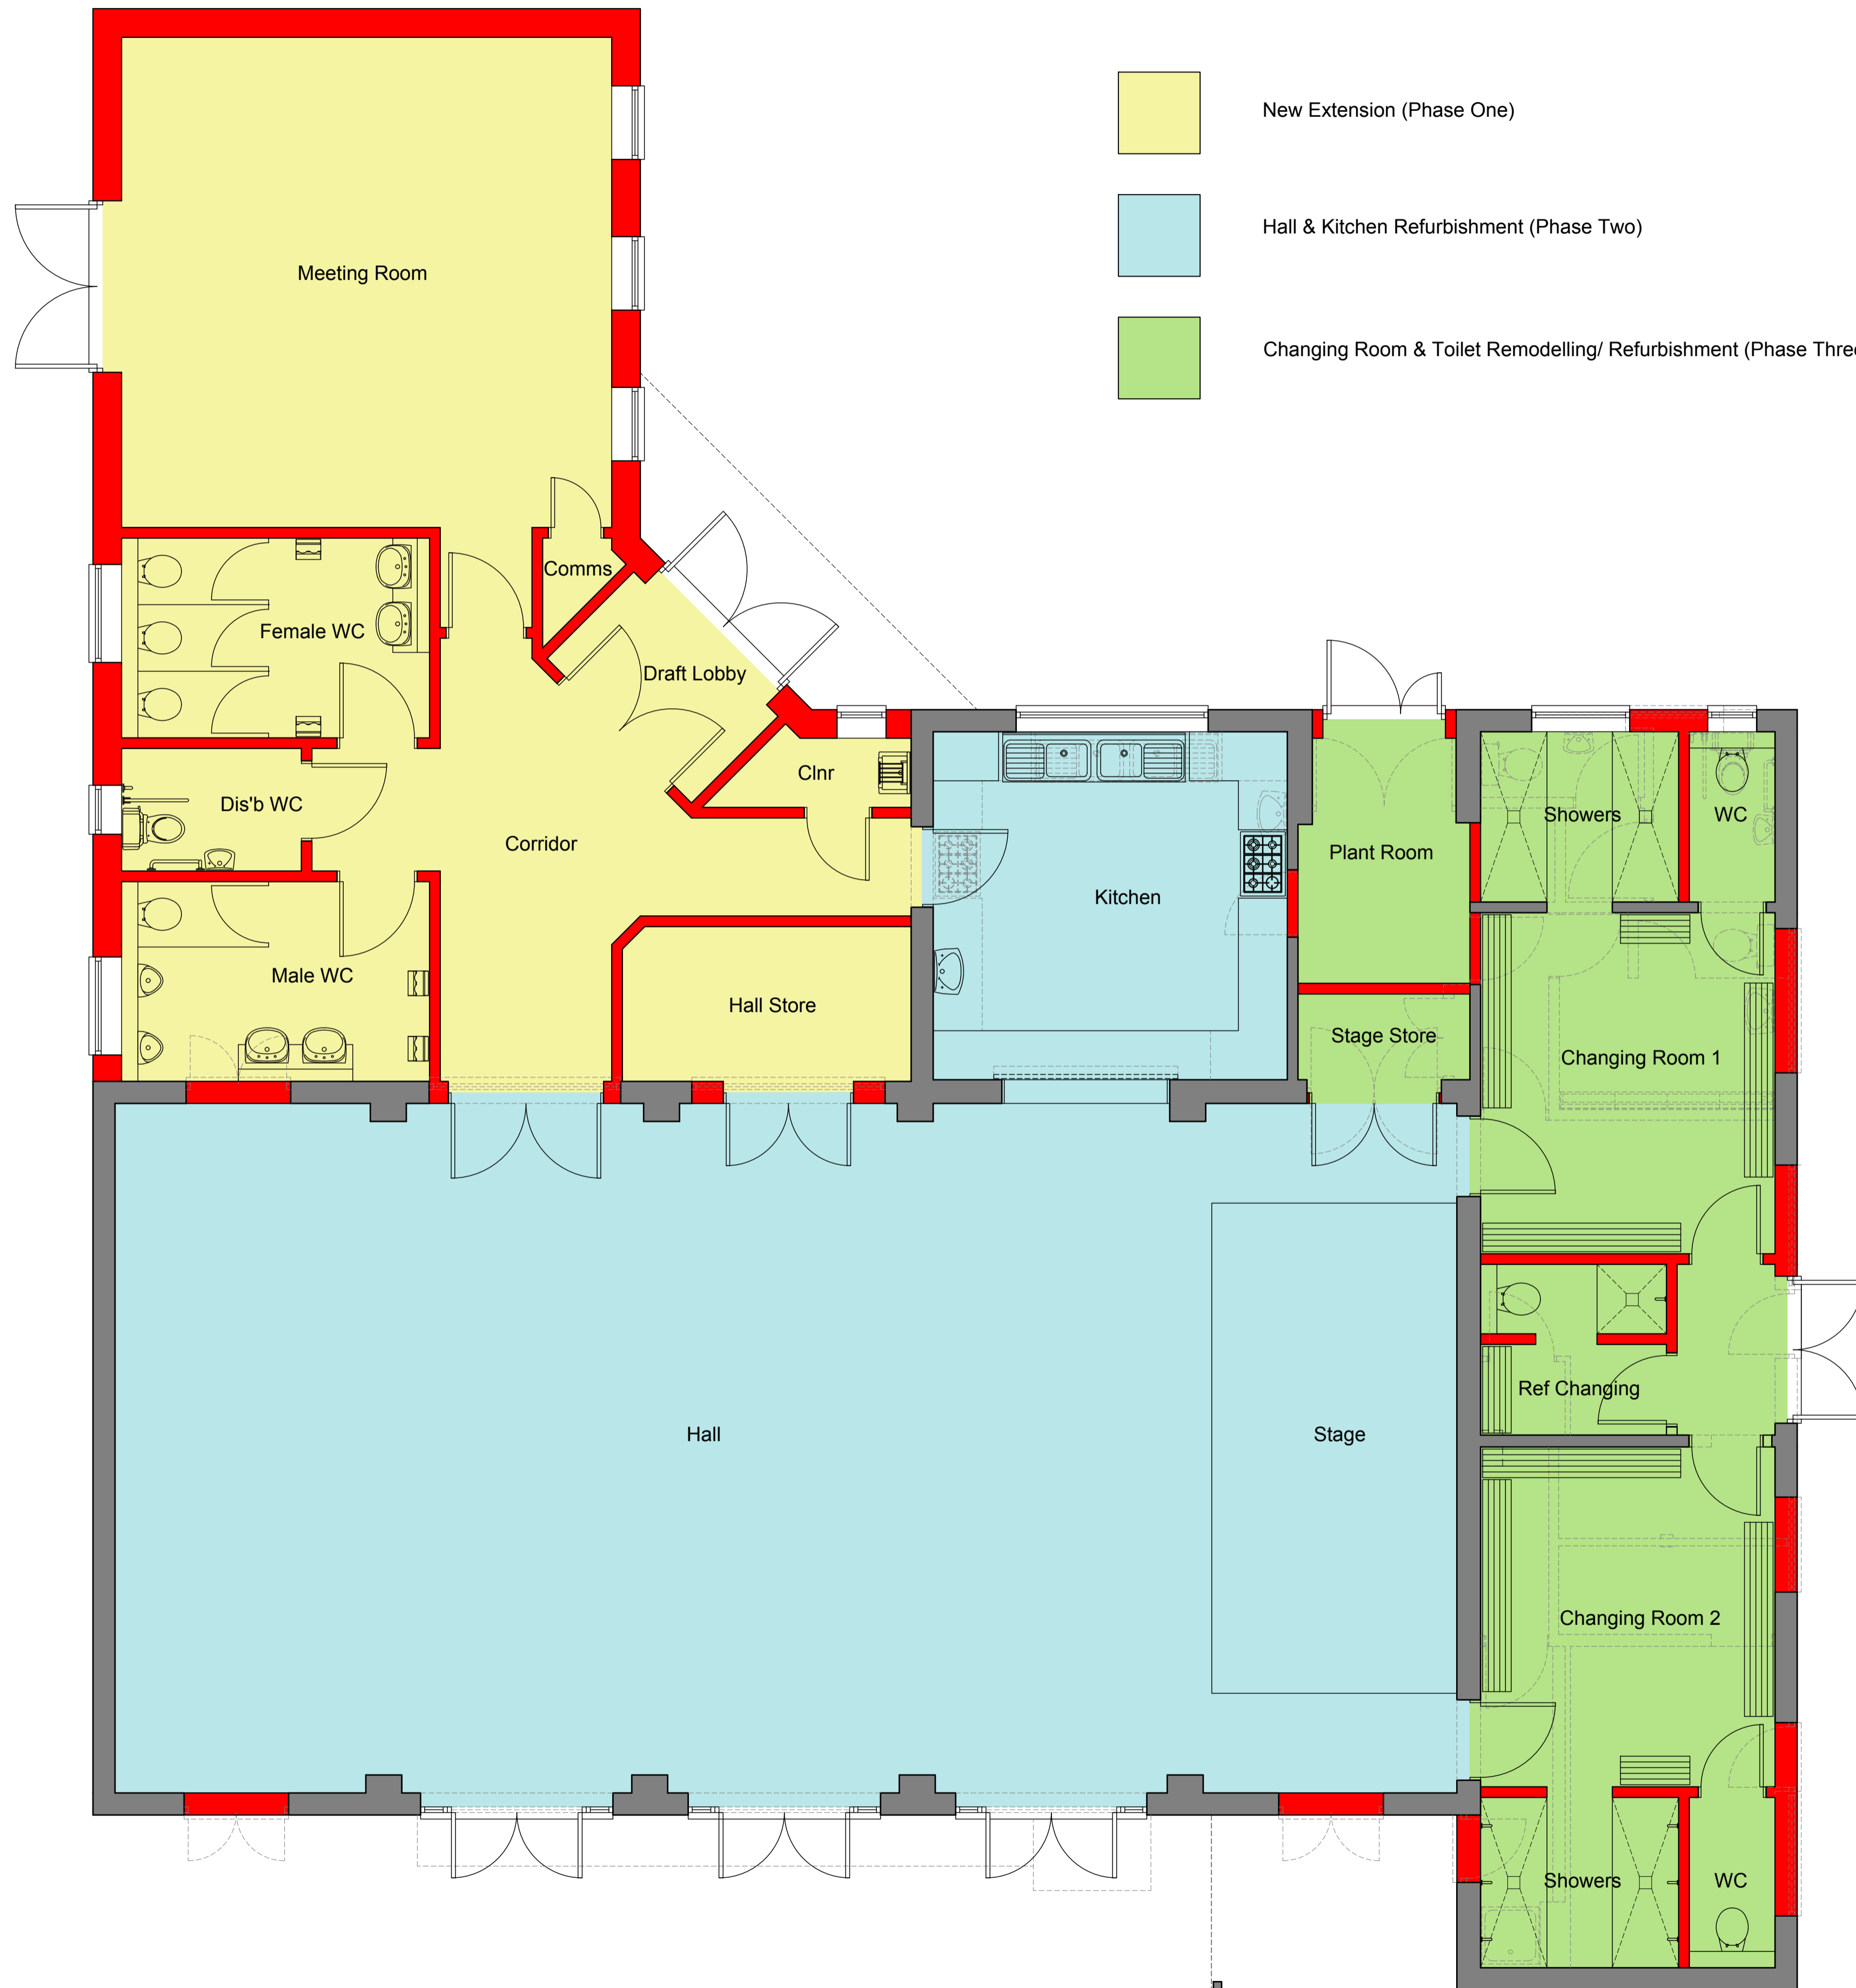 New Extension (Phase One)
Hall & Kitchen Refurbishment (Phase Two)
Meeting Room
Changing Room & Toilet Remodelling/ Refurbishment (Phase Three
Comms
Female WC
Draft Lobby
Clnr
Dis'b WC
Showers
WC
Corridor
Plant Room
Kitchen
Male WC
Hall Store
Stage Store
Changing Room 1
Ref Changing
Hall
Stage
Changing Room 2
Showers
WC